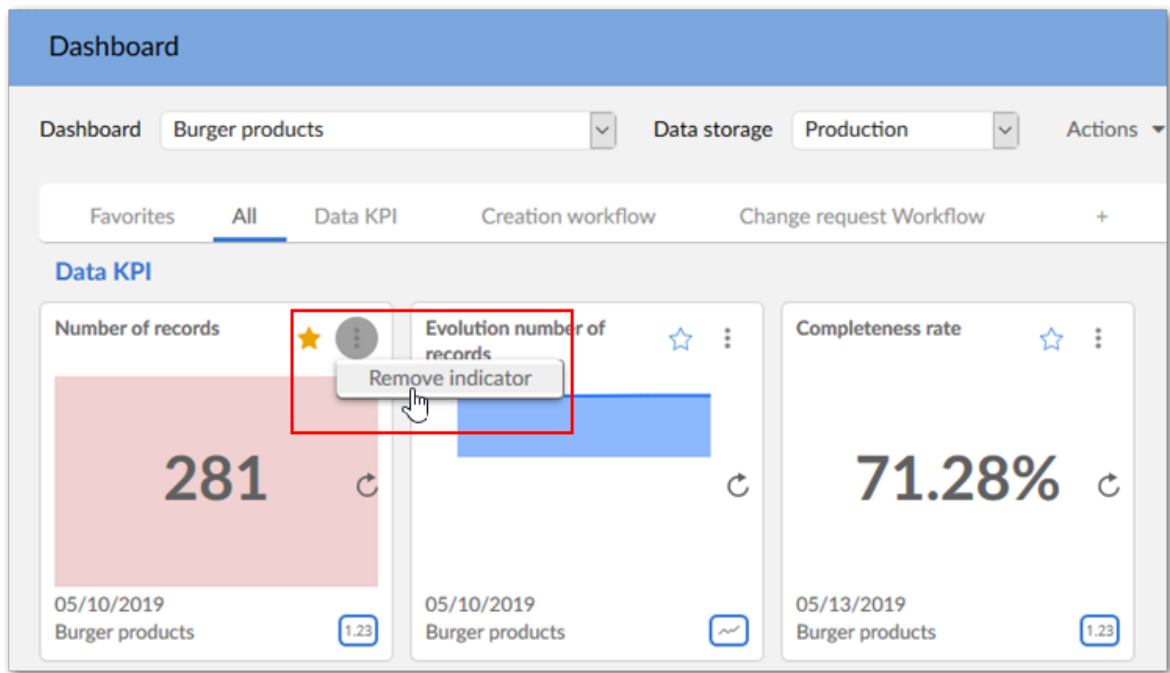 Dashboard
Dashboard Burger products Data storage Production Actions
Favorites All Data KPI Creation workflow Change request Workflow +
Data KPI
Number of records
Remove indicator
281
05/10/2019
Burger products
1.23
Evolution number of
records
05/10/2019
Burger products
Completeness rate
71.28%
05/13/2019
Burger products
1.23